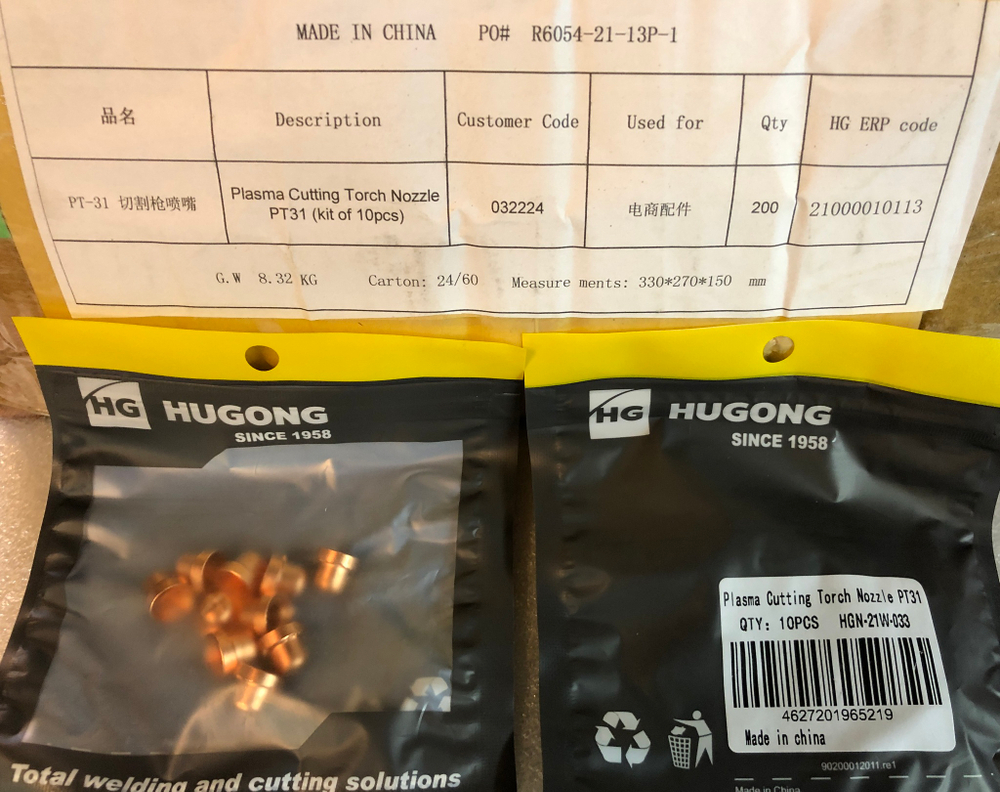 MADE IN CHINA PO# R6054-21-13P-1
品名 Description Customer Code Used for Qty HG ERP code
PT-31 切割枪喷嘴 Plasma Cutting Torch Nozzle PT31 (kit of 10pcs) 032224 电商配件 200 21000010113
G.W 8.32 KG Carton: 24/60 Measure ments: 330*270*150 mm
HG HUGONG
SINCE 1958
Total welding and cutting solutions
HG HUGONG
SINCE 1958
Plasma Cutting Torch Nozzle PT31
QTY: 10PCS HGN-21W-033
4627201965219
Made in china
90200012011.re1
Made in China